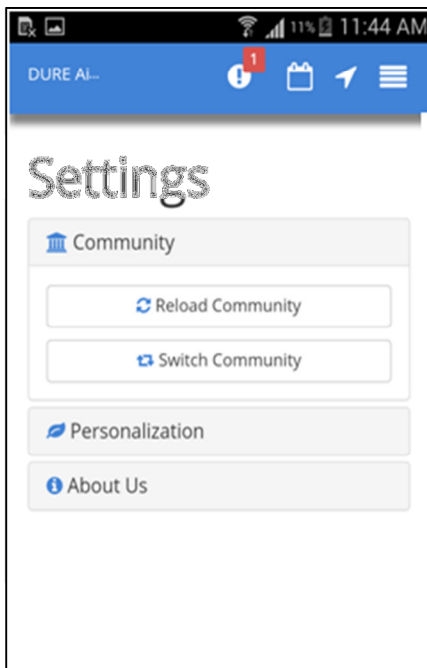 11% 11:44 AM
DURE Ai...
1
Settings
Community
Reload Community
Switch Community
Personalization
About Us